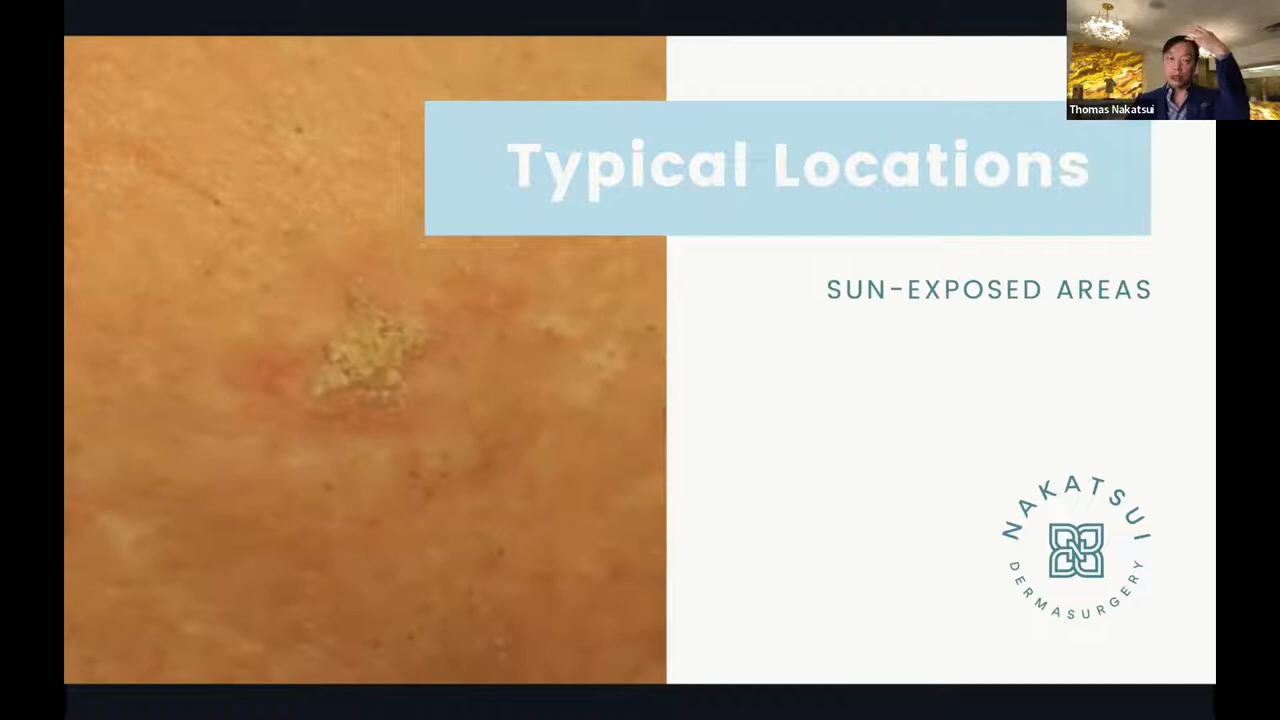 Thomas Nakatsui
Typical Locations
SUN-EXPOSED AREAS
NAKATSUI
DERMASURGERY